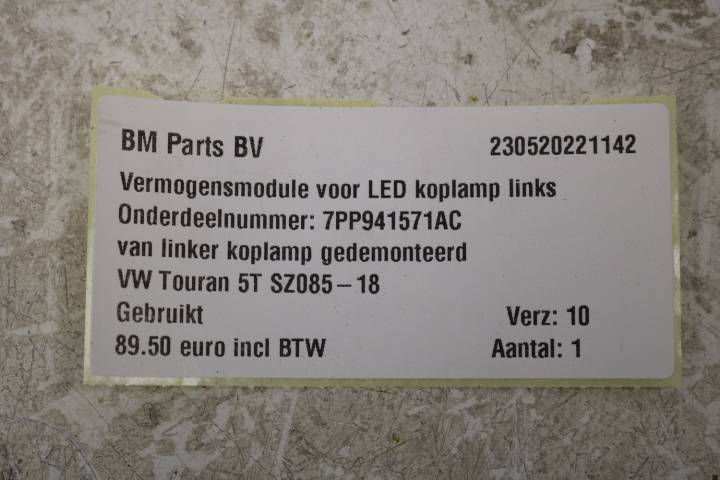 BM Parts BV 230520221142
Vermogensmodule voor LED koplamp links
Onderdeelnummer: 7PP941571AC
van linker koplamp gedemonteerd
VW Touran 5T SZ085-18
Gebruikt Verz: 10
89.50 euro incl BTW Aantal: 1